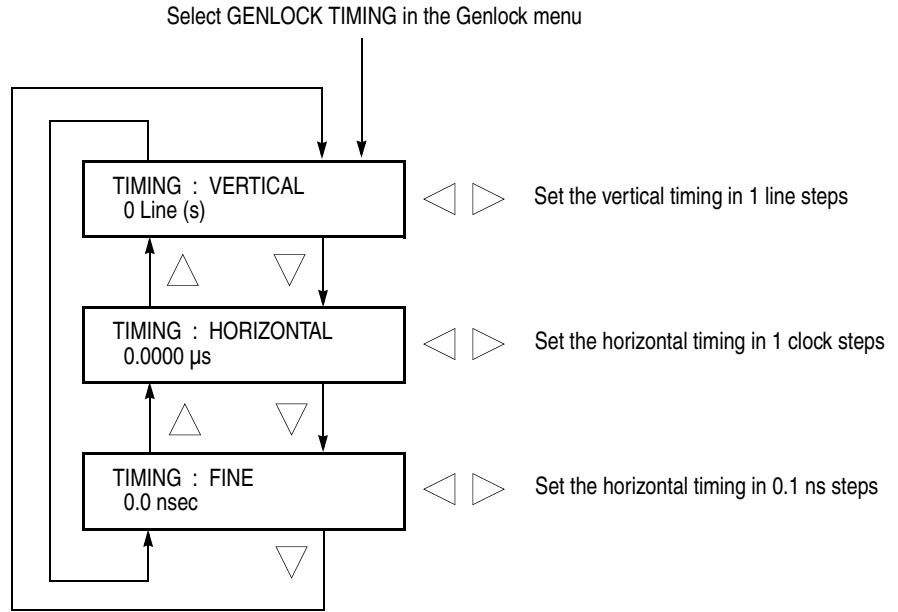 Select GENLOCK TIMING in the Genlock menu
TIMING : VERTICAL
0 Line (s)
Set the vertical timing in 1 line steps
TIMING : HORIZONTAL
0.0000 µs
Set the horizontal timing in 1 clock steps
TIMING : FINE
0.0 nsec
Set the horizontal timing in 0.1 ns steps